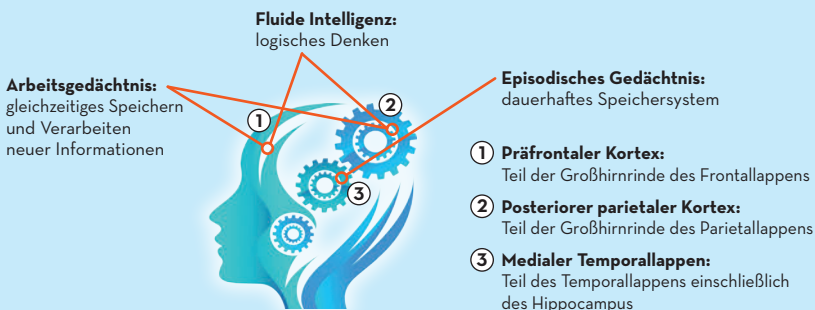 Fluide Intelligenz:
logisches Denken
Arbeitsgedächtnis:
gleichzeitiges Speichern
und Verarbeiten
neuer Informationen
Episodisches Gedächtnis:
dauerhaftes Speichersystem
1
2
3
1 Präfrontaler Kortex:
Teil der Großhirnrinde des Frontallappens
2 Posteriorer parietaler Kortex:
Teil der Großhirnrinde des Parietallappens
3 Medialer Temporallappen:
Teil des Temporallappens einschließlich
des Hippocampus